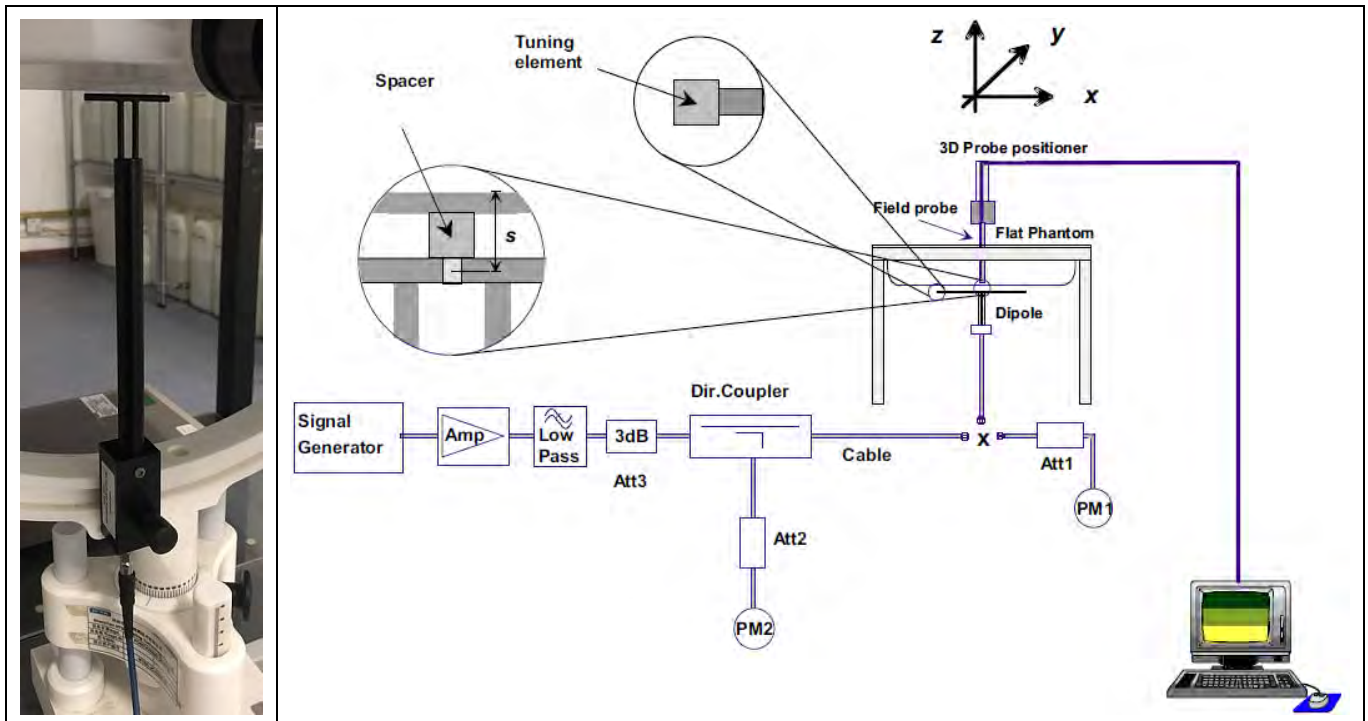 Tuning
element
Spacer
s
z
y
x
3D Probe positioner
Field probe
Flat Phantom
Dipole
Dir.Coupler
Signal
Generator
Amp
Low
Pass
3dB
Att3
Cable
x
Att1
PM1
Att2
PM2